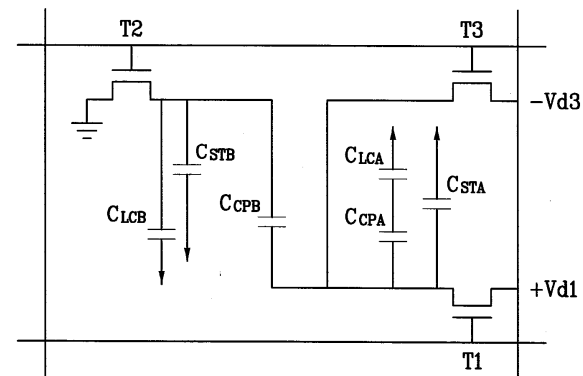 T2
T3
−Vd3
CSTB
CLCA
CSTA
CCPB
CLCB
CCPA
+Vd1
T1